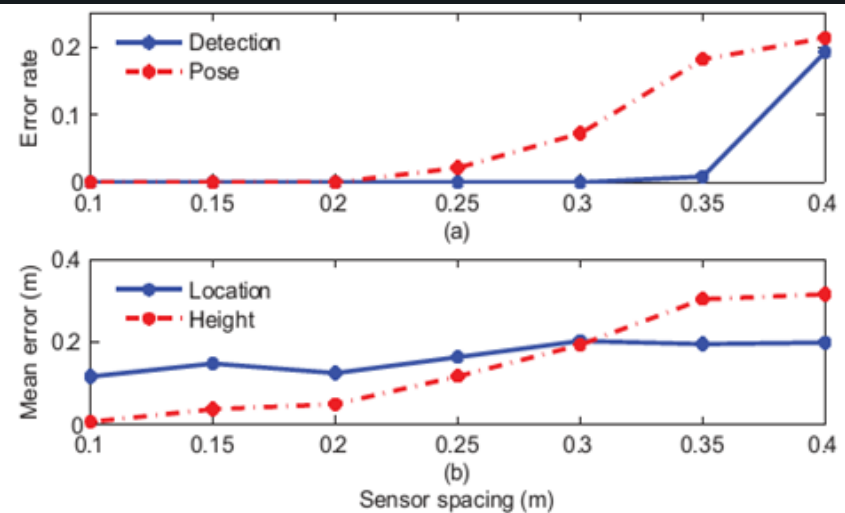 Error rate
0.2
0.1
0
Detection
Pose
0.1 0.15 0.2 0.25 0.3 0.35 0.4
(a)
Mean error (m)
0.4
0.2
0
Location
Height
0.1 0.15 0.2 0.25 0.3 0.35 0.4
(b)
Sensor spacing (m)